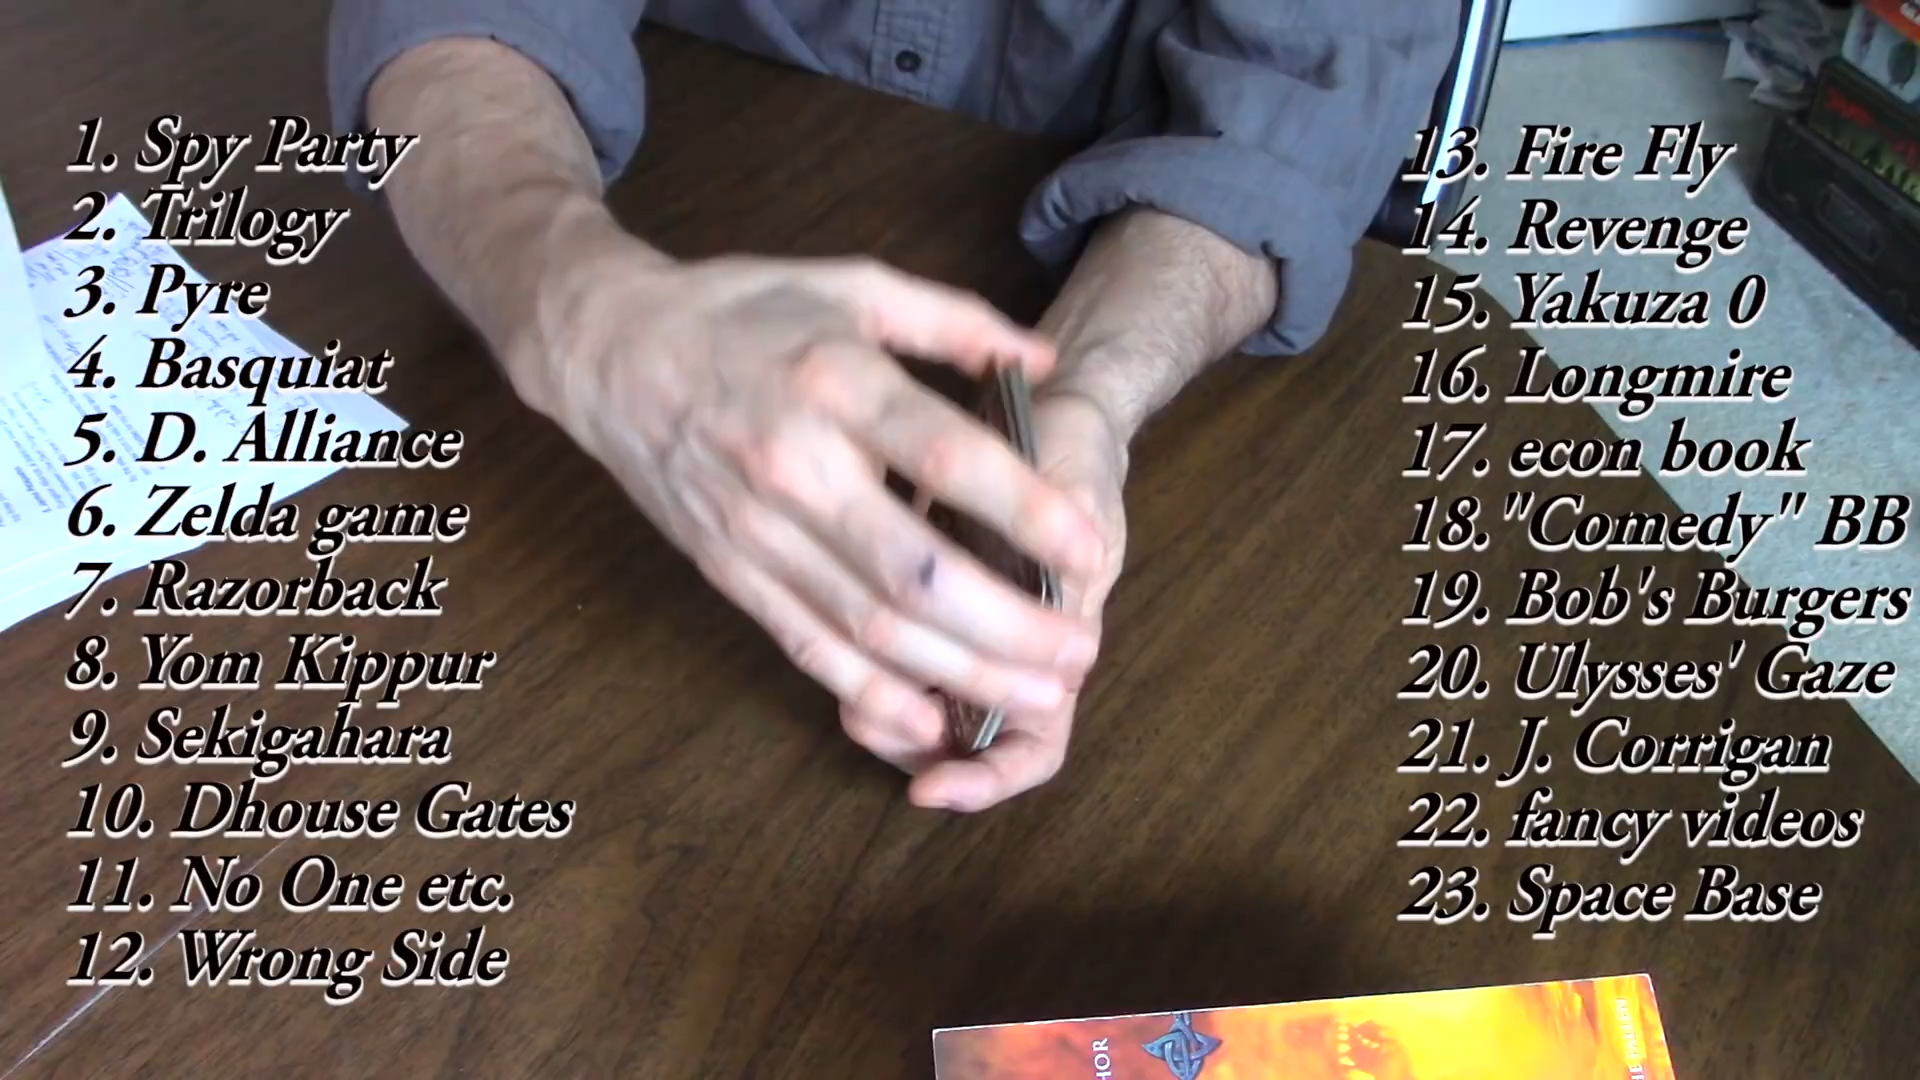 1. Spy Party
2. Trilogy
3. Pyre
4. Basquiat
5. D. Alliance
6. Zelda game
7. Razorback
8. Yom Kippur
9. Sekigahara
10. Dhouse Gates
11. No One etc.
12. Wrong Side
13. Fire Fly
14. Revenge
15. Yakuza 0
16. Longmire
17. econ book
18. "Comedy" BB
19. Bob's Burgers
20. Ulysses' Gaze
21. J. Corrigan
22. fancy videos
23. Space Base